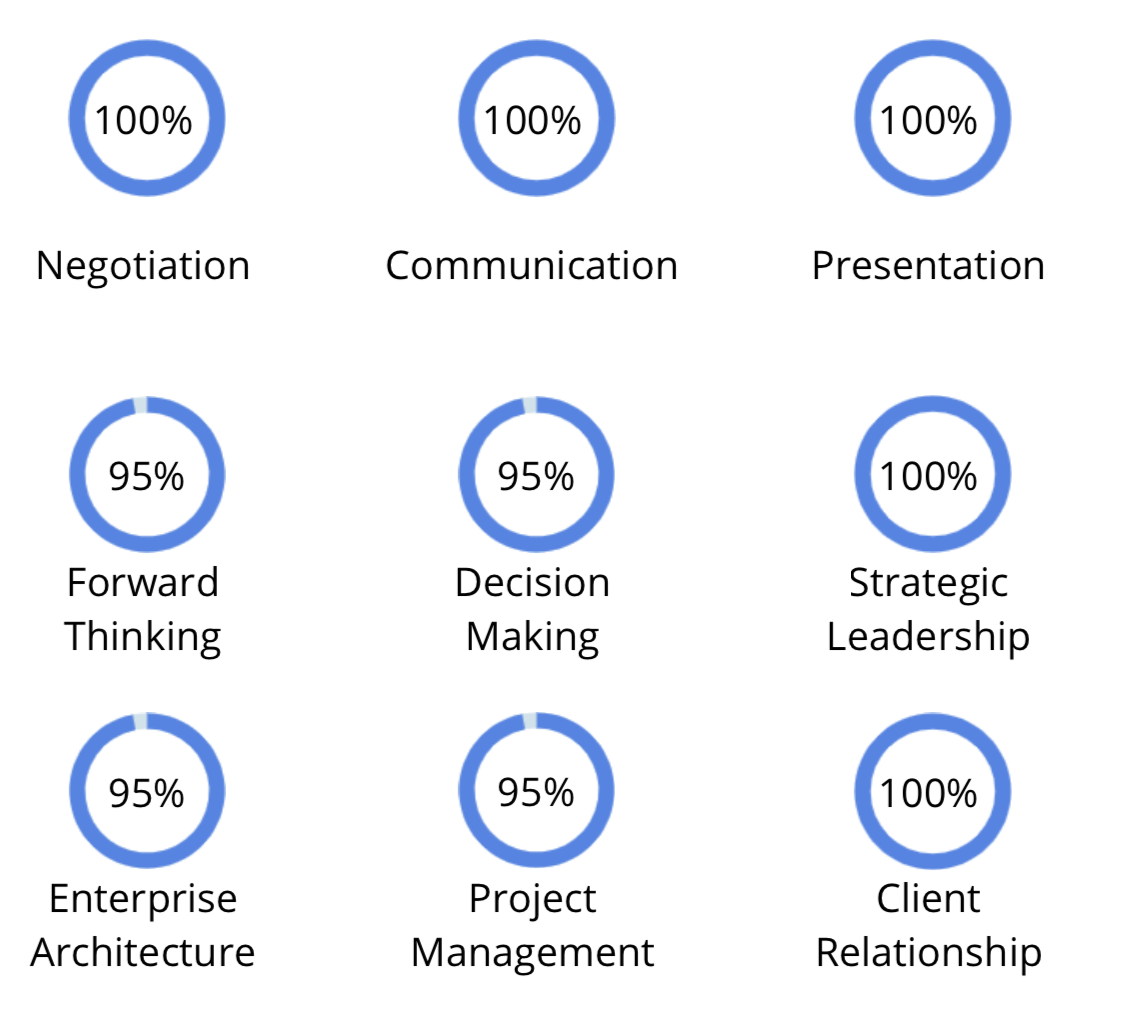 100%
100%
100%
Negotiation
Communication
Presentation
95%
95%
100%
Forward
Thinking
Decision
Making
Strategic
Leadership
95%
95%
100%
Enterprise
Architecture
Project
Management
Client
Relationship